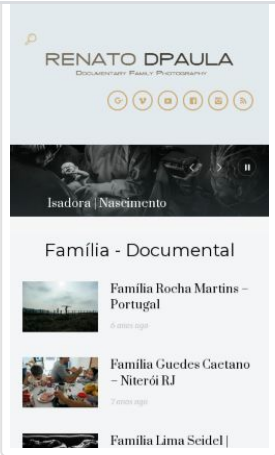 RENATO DPAULA
DOCUMENTARY FAMILY PHOTOGRAPHY
Isadora | Nascimento
Família - Documental
Família Rocha Martins –
Portugal
6 anos ago
Família Guedes Caetano
– Niterói RJ
7 anos ago
Família Lima Seidel |